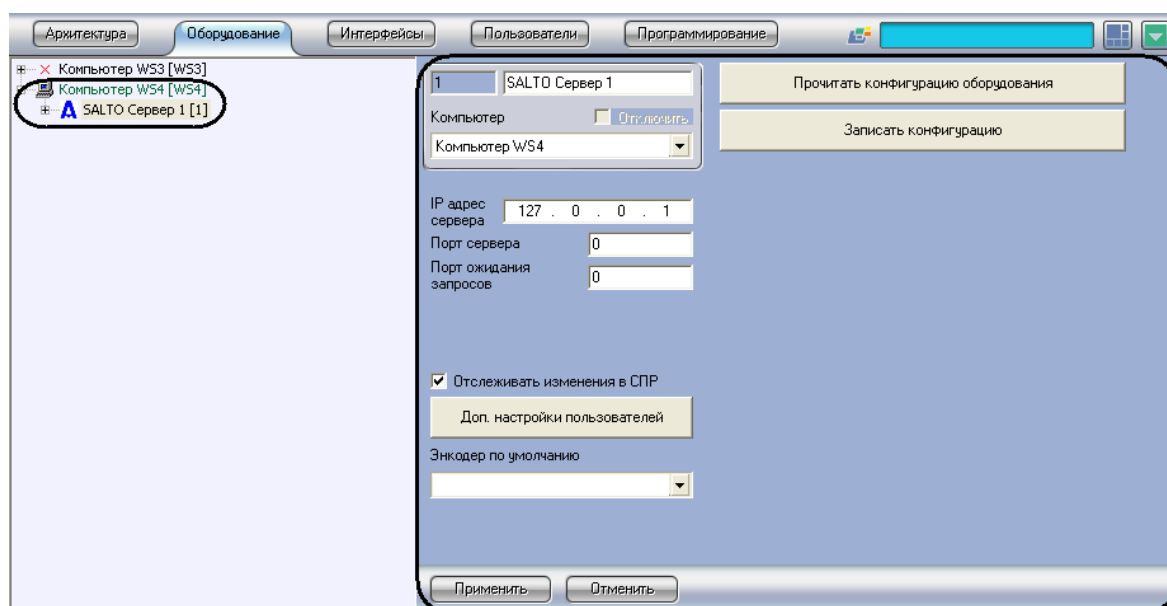 Архитектура Оборудование Интерфейсы Пользователи Программирование
Компьютер WS3 [WS3]
Компьютер WS4 [WS4]
SALTO Сервер 1 [1]
1 SALTO Сервер 1
Компьютер Отключить
Компьютер WS4
IP адрес сервера 127 . 0 . 0 . 1
Порт сервера 0
Порт ожидания запросов 0
Отслеживать изменения в СПР
Доп. настройки пользователей
Энкодер по умолчанию
Применить Отменить
Прочитать конфигурацию оборудования
Записать конфигурацию